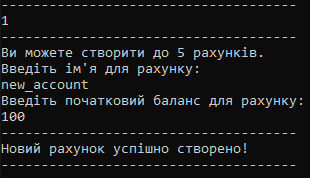 ------------------------------------
1
------------------------------------
Ви можете створити до 5 рахунків.
Введіть ім'я для рахунку:
new_account
Введіть початковий баланс для рахунку:
100
------------------------------------
Новий рахунок успішно створено!
------------------------------------